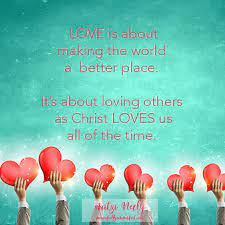 LOVE is about
making the world
a better place.
It's about loving others
as Christ LOVES us
all of the time.